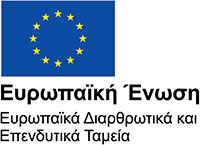 Ευρωπαϊκή Ένωση
Ευρωπαϊκά Διαρθρωτικά και
Επενδυτικά Ταμεία